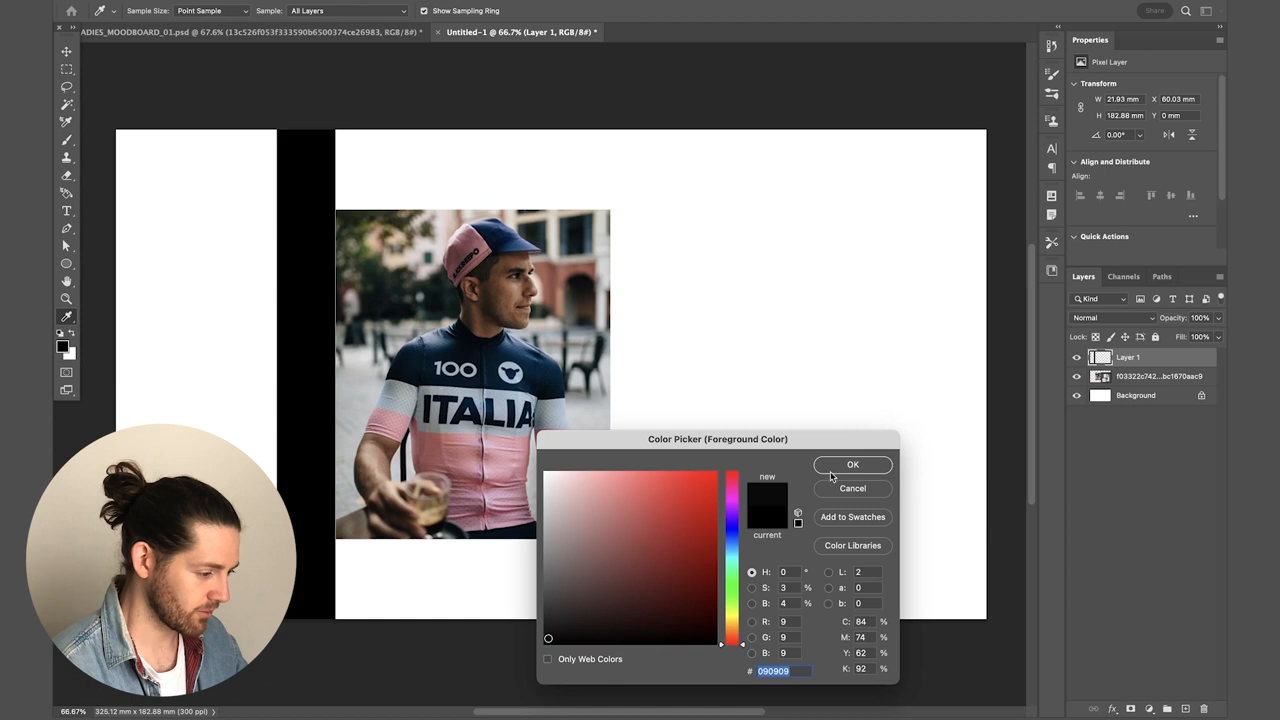 Sample Size: Point Sample Sample: All Layers Show Sampling Ring Share
ADIES_MOODBOARD_01.psd @ 67.6% (13c526f053f333590b6500374ce26983, RGB/8#) * × Untitled-1 @ 66.7% (Layer 1, RGB/8#) *
Properties
Pixel Layer
Transform
W 21.93 mm X 60.03 mm
H 182.88 mm Y 0 mm
0.00°
Align and Distribute
Align:
Quick Actions
Layers Channels Paths
Kind
Normal Opacity: 100%
Lock: Fill: 100%
Layer 1
f03322c742...bc1670aac9
Background
100
ITALIA
Color Picker (Foreground Color)
new
current
OK
Cancel
Add to Swatches
Color Libraries
H: 0 ° L: 2
S: 3 % a: 0
B: 4 % b: 0
R: 9 C: 84 %
G: 9 M: 74 %
B: 9 Y: 62 %
# 090909 K: 92 %
Only Web Colors
66.67% 325.12 mm x 182.88 mm (300 ppi)